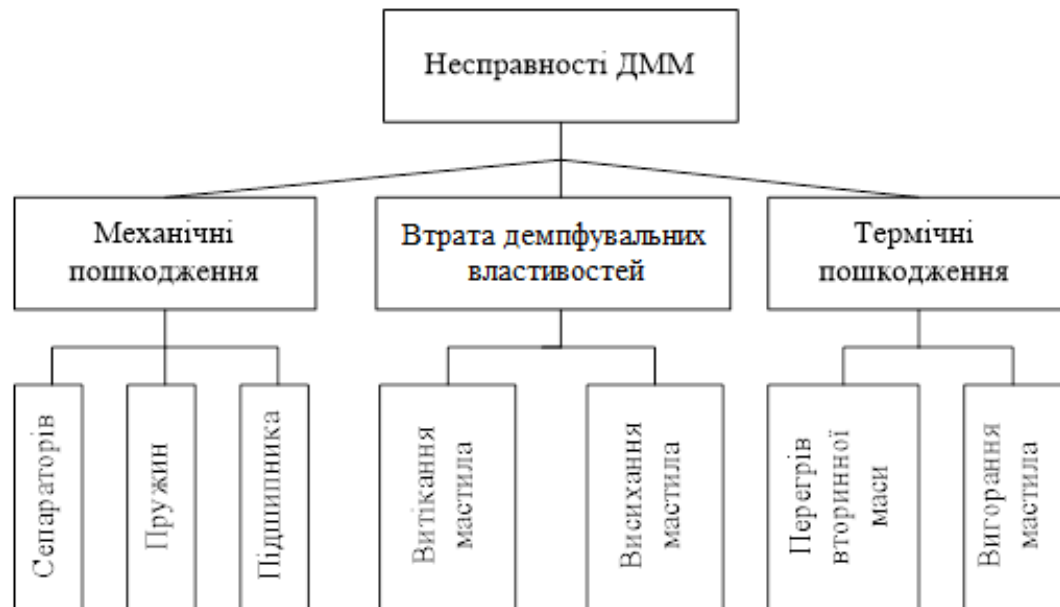 Несправності ДММ
Механічні
пошкодження
Втрата демпфувальних
властивостей
Термічні
пошкодження
Сепараторів
Пружин
Підшипника
Витікання
мастила
Висихання
мастила
Перегрів
вторинної
маси
Вигорання
мастила